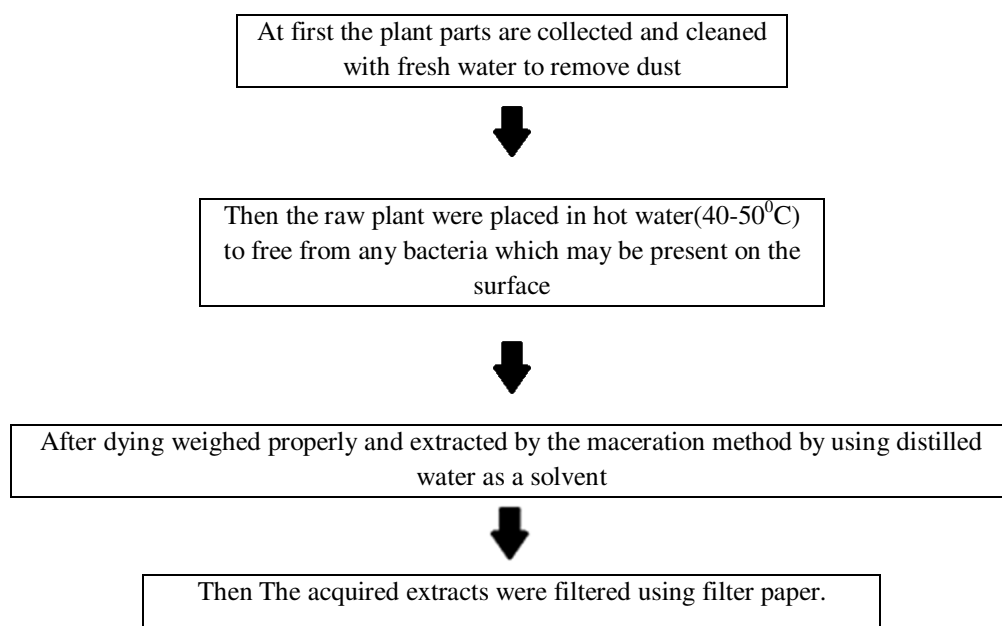 At first the plant parts are collected and cleaned
with fresh water to remove dust
Then the raw plant were placed in hot water(40-50⁰C)
to free from any bacteria which may be present on the
surface
After dying weighed properly and extracted by the maceration method by using distilled
water as a solvent
Then The acquired extracts were filtered using filter paper.